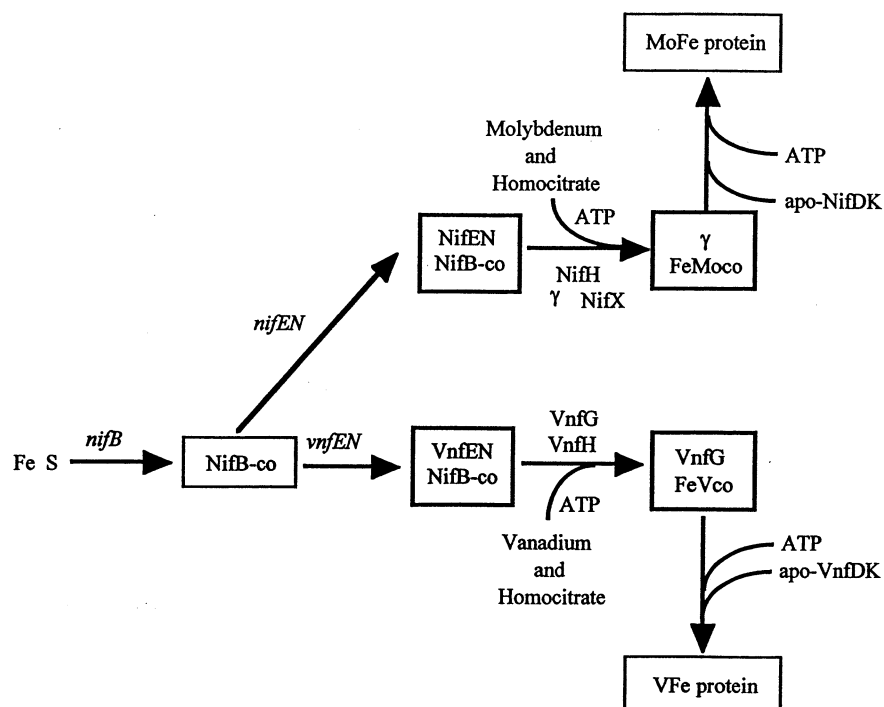 MoFe protein
Molybdenum
and
Homocitrate
ATP
ATP
apo-NifDK
NifEN
NifB-co
NifH
γ NifX
γ
FeMoco
nifEN
Fe S
nifB
NifB-co
vnfEN
VnfEN
NifB-co
VnfG
VnfH
ATP
Vanadium
and
Homocitrate
VnfG
FeVco
ATP
apo-VnfDK
VFe protein